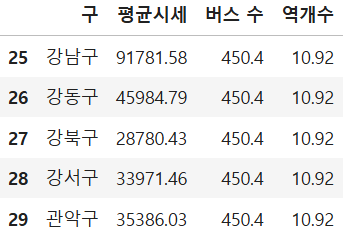 구 평균시세 버스 수 역개수
25 강남구 91781.58 450.4 10.92
26 강동구 45984.79 450.4 10.92
27 강북구 28780.43 450.4 10.92
28 강서구 33971.46 450.4 10.92
29 관악구 35386.03 450.4 10.92